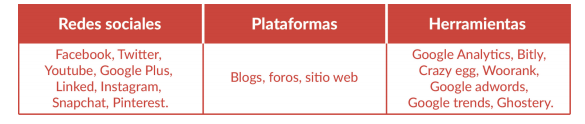 Redes sociales
Plataformas
Herramientas
Facebook, Twitter,
Youtube, Google Plus,
Linked, Instagram,
Snapchat, Pinterest.
Blogs, foros, sitio web
Google Analytics, Bitly,
Crazy egg, Woorank,
Google adwords,
Google trends, Ghostery.